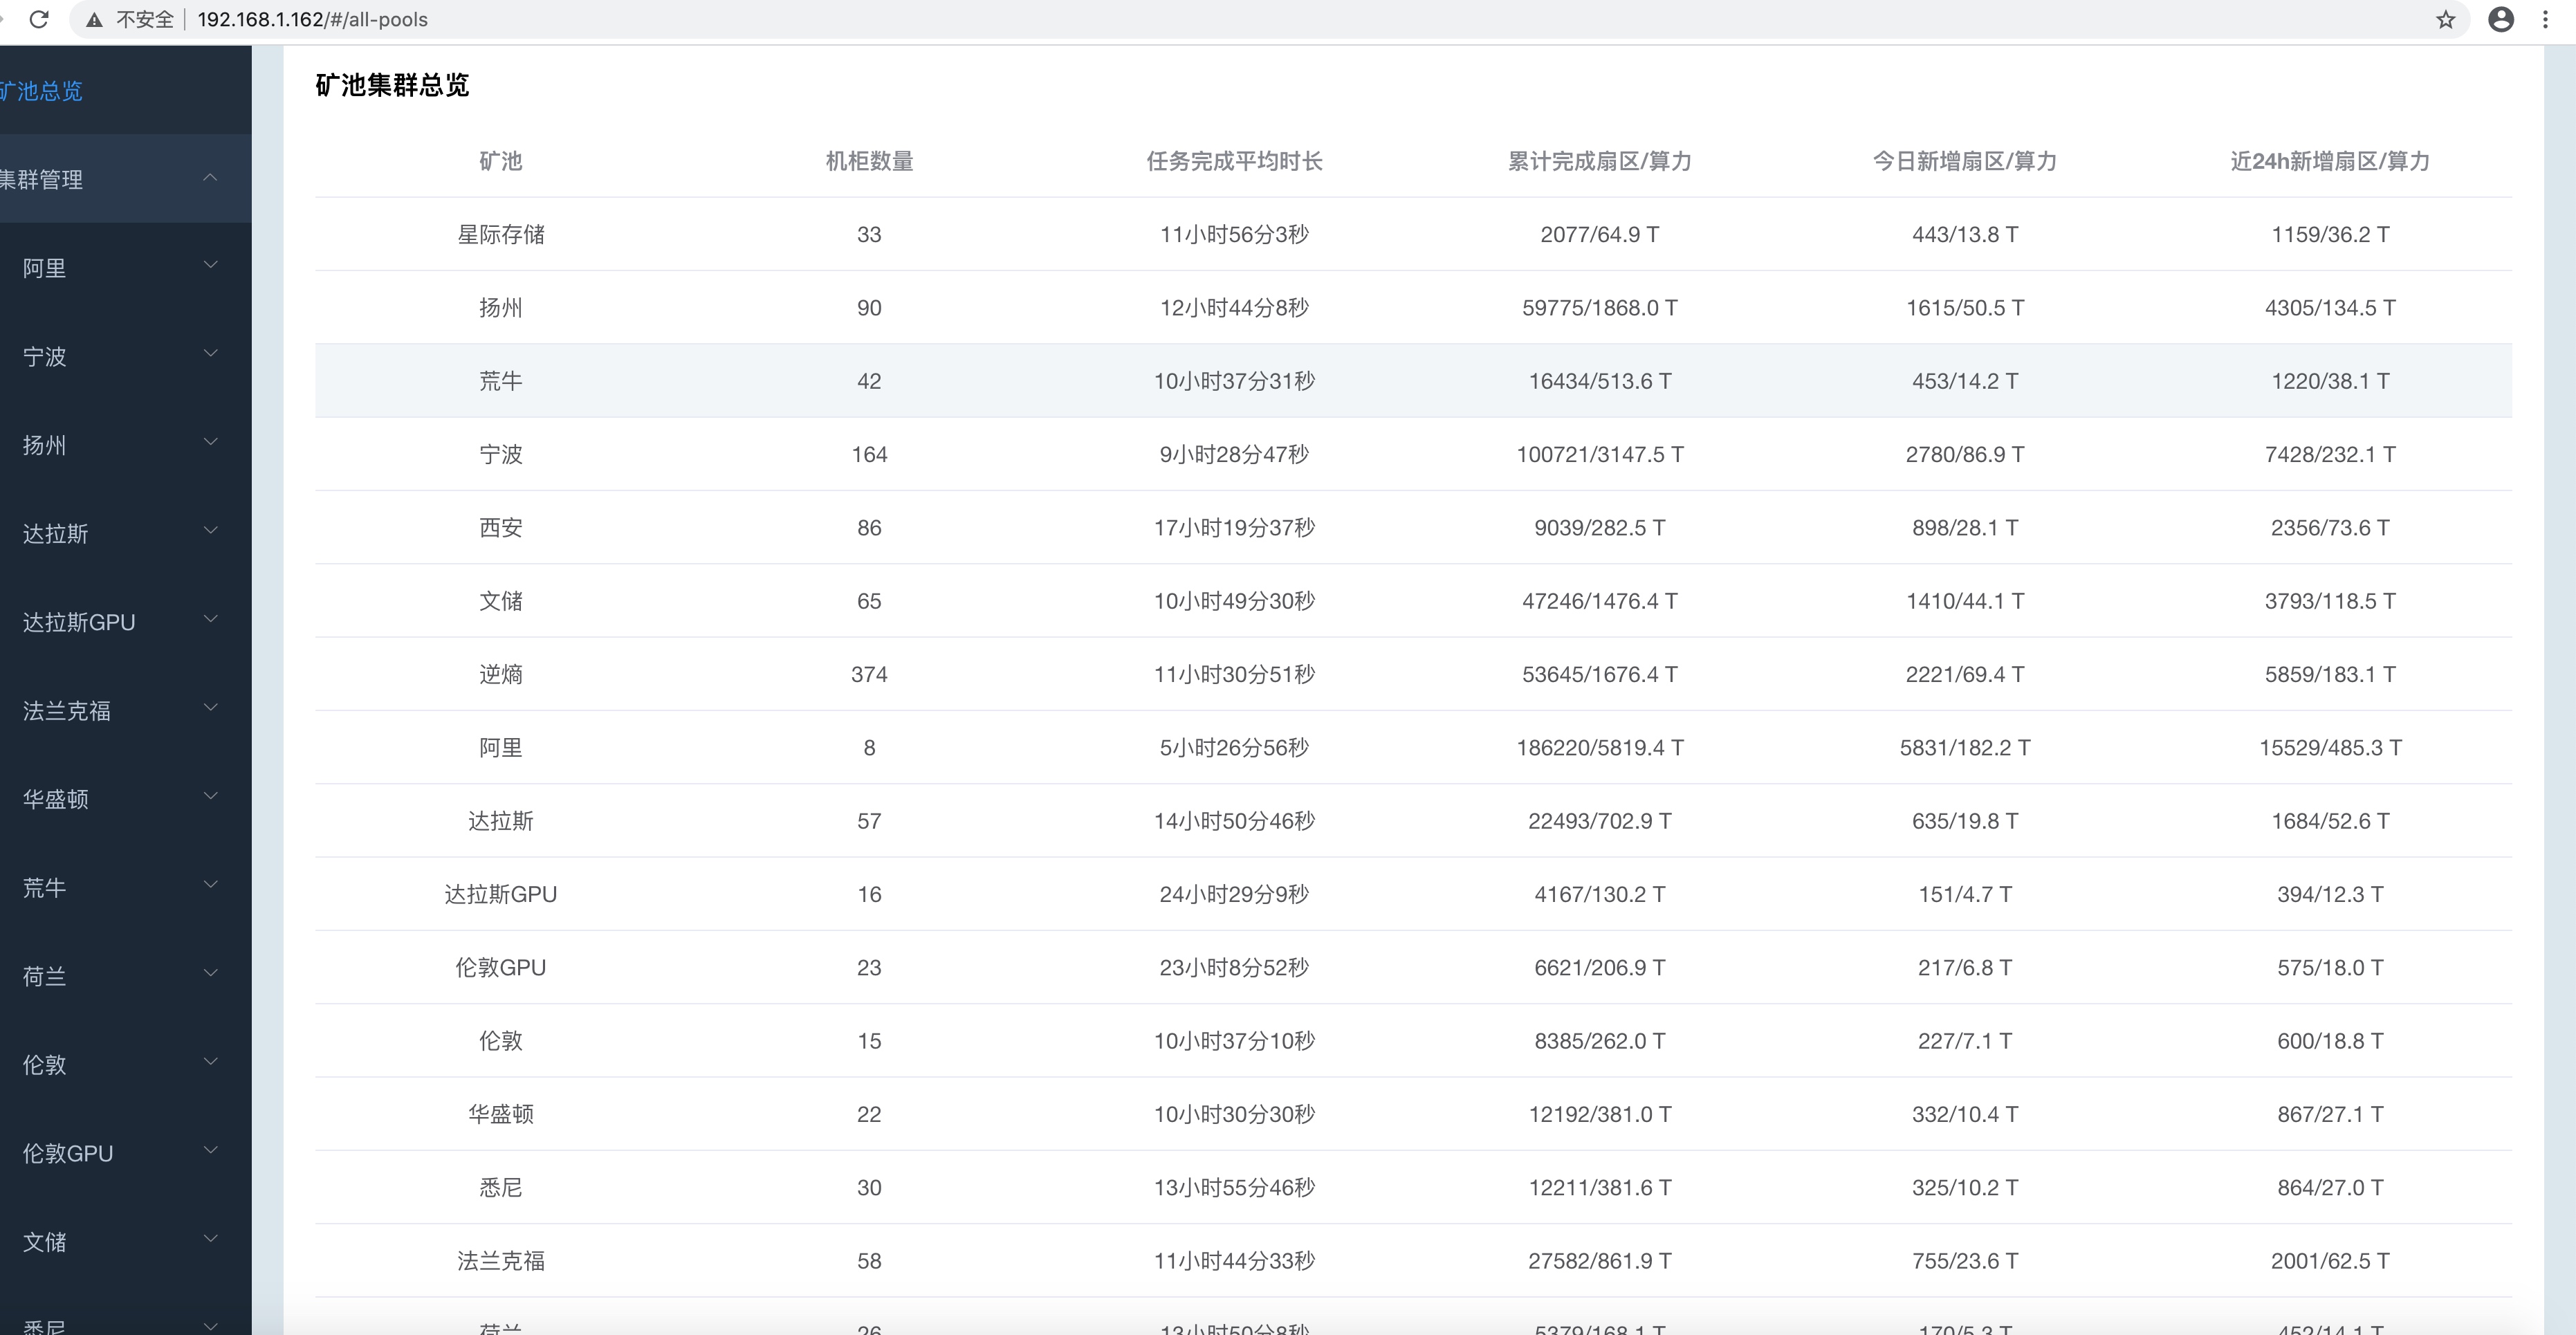 不安全 | 192.168.1.162/#/all-pools
矿池总览
集群管理
阿里
宁波
扬州
达拉斯
达拉斯GPU
法兰克福
华盛顿
荒牛
荷兰
伦敦
伦敦GPU
文储
悉尼
矿池集群总览
矿池 机柜数量 任务完成平均时长 累计完成扇区/算力 今日新增扇区/算力 近24h新增扇区/算力
星际存储 33 11小时56分3秒 2077/64.9 T 443/13.8 T 1159/36.2 T
扬州 90 12小时44分8秒 59775/1868.0 T 1615/50.5 T 4305/134.5 T
荒牛 42 10小时37分31秒 16434/513.6 T 453/14.2 T 1220/38.1 T
宁波 164 9小时28分47秒 100721/3147.5 T 2780/86.9 T 7428/232.1 T
西安 86 17小时19分37秒 9039/282.5 T 898/28.1 T 2356/73.6 T
文储 65 10小时49分30秒 47246/1476.4 T 1410/44.1 T 3793/118.5 T
逆熵 374 11小时30分51秒 53645/1676.4 T 2221/69.4 T 5859/183.1 T
阿里 8 5小时26分56秒 186220/5819.4 T 5831/182.2 T 15529/485.3 T
达拉斯 57 14小时50分46秒 22493/702.9 T 635/19.8 T 1684/52.6 T
达拉斯GPU 16 24小时29分9秒 4167/130.2 T 151/4.7 T 394/12.3 T
伦敦GPU 23 23小时8分52秒 6621/206.9 T 217/6.8 T 575/18.0 T
伦敦 15 10小时37分10秒 8385/262.0 T 227/7.1 T 600/18.8 T
华盛顿 22 10小时30分30秒 12192/381.0 T 332/10.4 T 867/27.1 T
悉尼 30 13小时55分46秒 12211/381.6 T 325/10.2 T 864/27.0 T
法兰克福 58 11小时44分33秒 27582/861.9 T 755/23.6 T 2001/62.5 T
荷兰 26 13小时50分8秒 5379/168.1 T 170/5.3 T 452/14.1 T